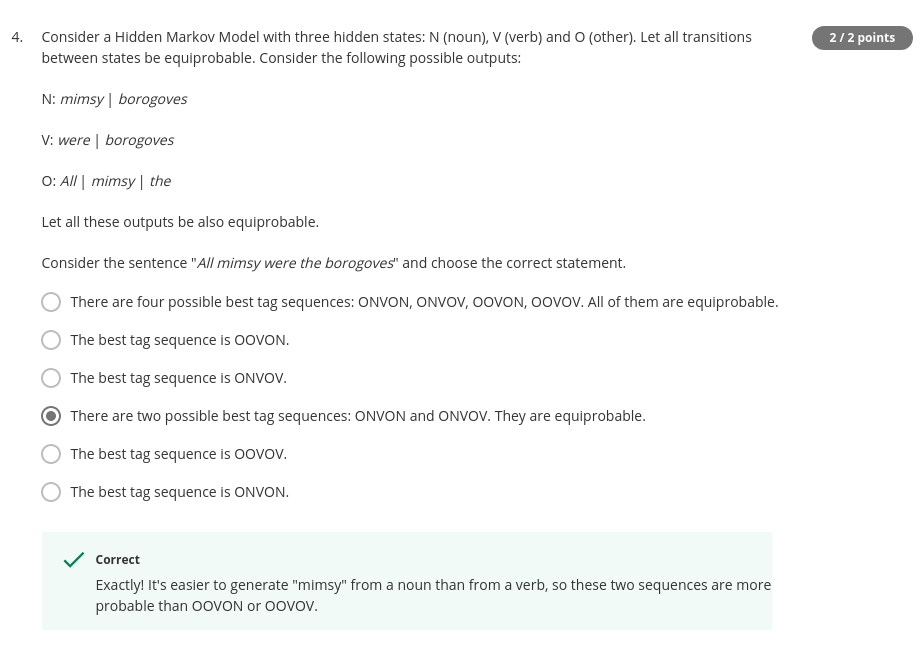 4. Consider a Hidden Markov Model with three hidden states: N (noun), V (verb) and O (other). Let all transitions
2 / 2 points
between states be equiprobable. Consider the following possible outputs:
N: mimsy | borogoves
V: were | borogoves
O: All | mimsy | the
Let all these outputs be also equiprobable.
Consider the sentence "All mimsy were the borogoves" and choose the correct statement.
There are four possible best tag sequences: ONVON, ONVOV, OOVON, OOVOV. All of them are equiprobable.
The best tag sequence is OOVON.
The best tag sequence is ONVOV.
There are two possible best tag sequences: ONVON and ONVOV. They are equiprobable.
The best tag sequence is OOVOV.
The best tag sequence is ONVON.
Correct
Exactly! It's easier to generate "mimsy" from a noun than from a verb, so these two sequences are more
probable than OOVON or OOVOV.